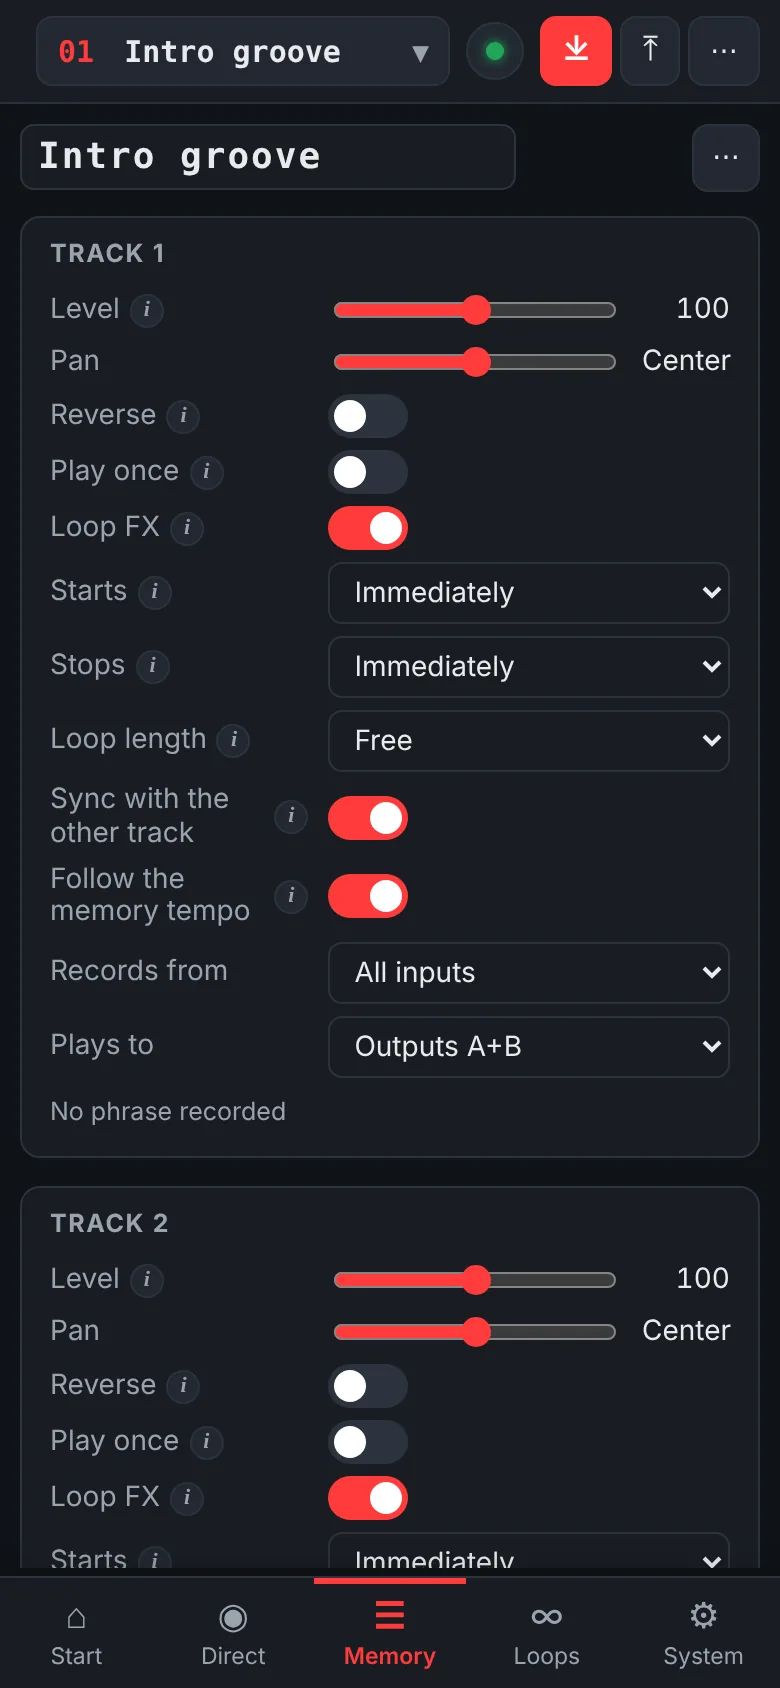 01 Intro groove
Intro groove
TRACK 1
Level i 100
Pan Center
Reverse i
Play once i
Loop FX i
Starts i Immediately
Stops i Immediately
Loop length i Free
Sync with the
other track i
Follow the
memory tempo i
Records from All inputs
Plays to Outputs A+B
No phrase recorded
TRACK 2
Level i 100
Pan Center
Reverse i
Play once i
Loop FX i
Starts i Immediately
Start Direct Memory Loops System